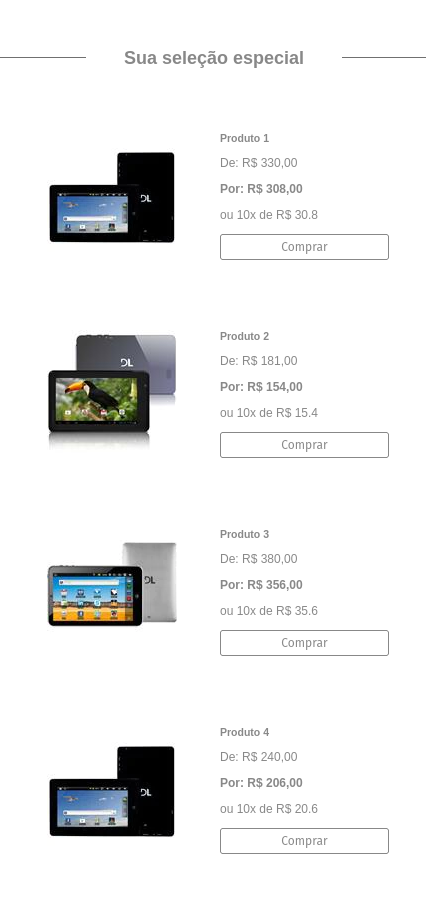 Sua seleção especial
Produto 1
De: R$ 330,00
Por: R$ 308,00
ou 10x de R$ 30.8
Comprar
DL
Produto 2
De: R$ 181,00
Por: R$ 154,00
ou 10x de R$ 15.4
Comprar
DL
Produto 3
De: R$ 380,00
Por: R$ 356,00
ou 10x de R$ 35.6
Comprar
DL
Produto 4
De: R$ 240,00
Por: R$ 206,00
ou 10x de R$ 20.6
Comprar
DL